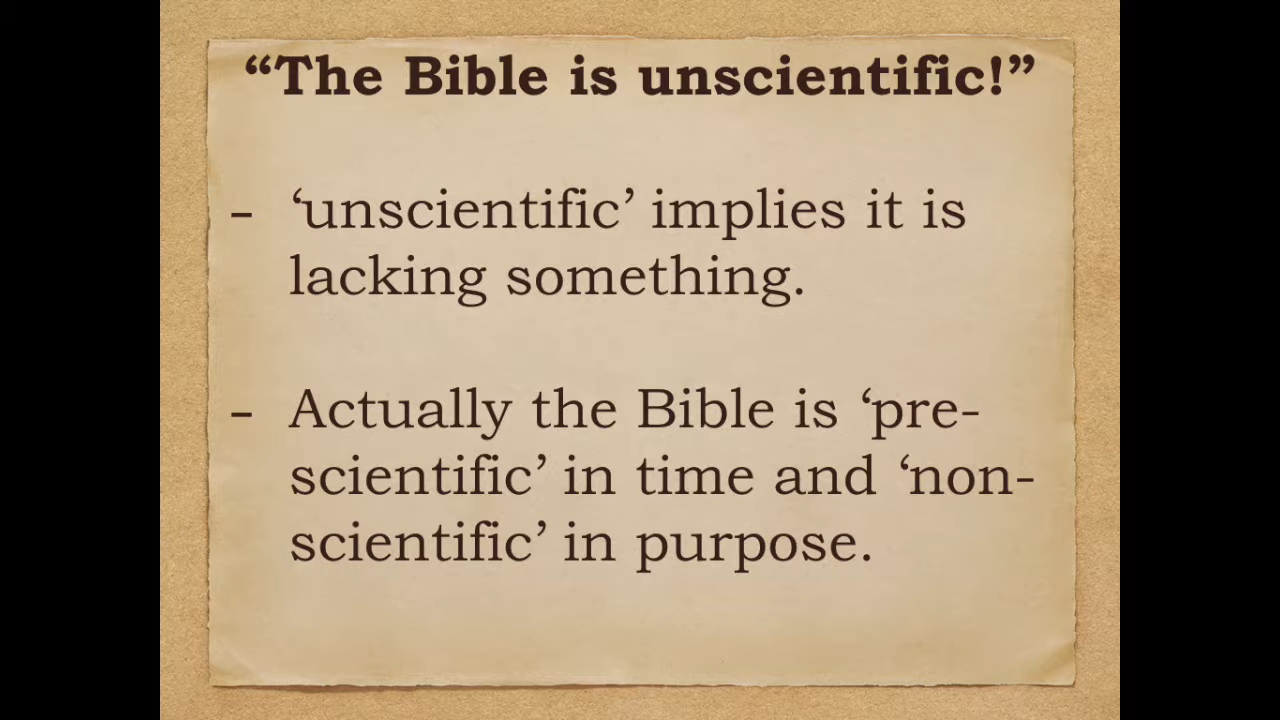 “The Bible is unscientific!”
- ‘unscientific’ implies it is
lacking something.
- Actually the Bible is ‘pre-
scientific’ in time and ‘non-
scientific’ in purpose.